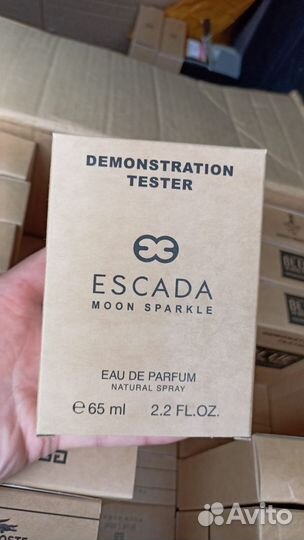 DEMONSTRATION
TESTER
ESCADA
MOON SPARKLE
EAU DE PARFUM
NATURAL SPRAY
e 65 ml 2.2 FL.OZ.
Avito